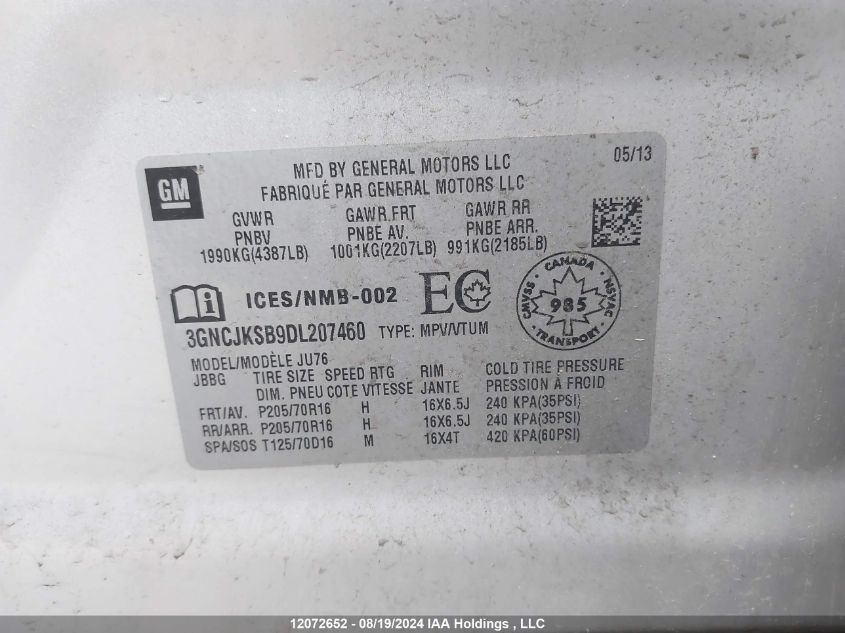 GM
MFD BY GENERAL MOTORS LLC 05/13
FABRIQUÉ PAR GENERAL MOTORS LLC
GVWR GAWR FRT GAWR RR
PNBV PNBE AV. PNBE ARR.
1990KG(4387LB) 1001KG(2207LB) 991KG(2185LB)
i ICES/NMB-002 EC CANADA CMVSS 985 NSVAC TRANSPORT
3GNCJKSB9DL207460 TYPE: MPV/VTUM
MODEL/MODÈLE JU76
JBBG TIRE SIZE SPEED RTG RIM COLD TIRE PRESSURE
DIM. PNEU COTE VITESSE JANTE PRESSION À FROID
FRT/AV. P205/70R16 H 16X6.5J 240 KPA(35PSI)
RR/ARR. P205/70R16 H 16X6.5J 240 KPA(35PSI)
SPA/SOS T125/70D16 M 16X4T 420 KPA(60PSI)
12072652 - 08/19/2024 IAA Holdings , LLC